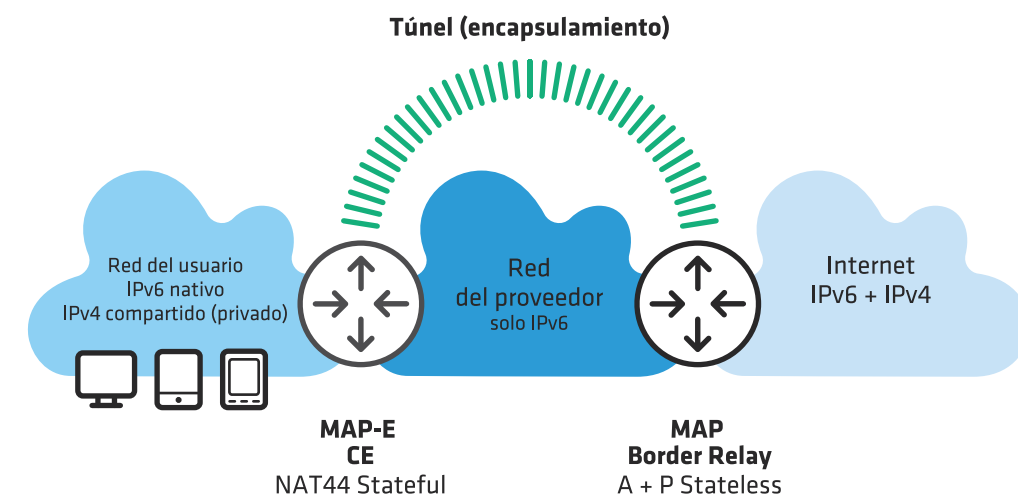 Túnel (encapsulamiento)
Red del usuario
IPv6 nativo
IPv4 compartido (privado)
Red
del proveedor
solo IPv6
Internet
IPv6 + IPv4
MAP-E
CE
NAT44 Stateful
MAP
Border Relay
A + P Stateless